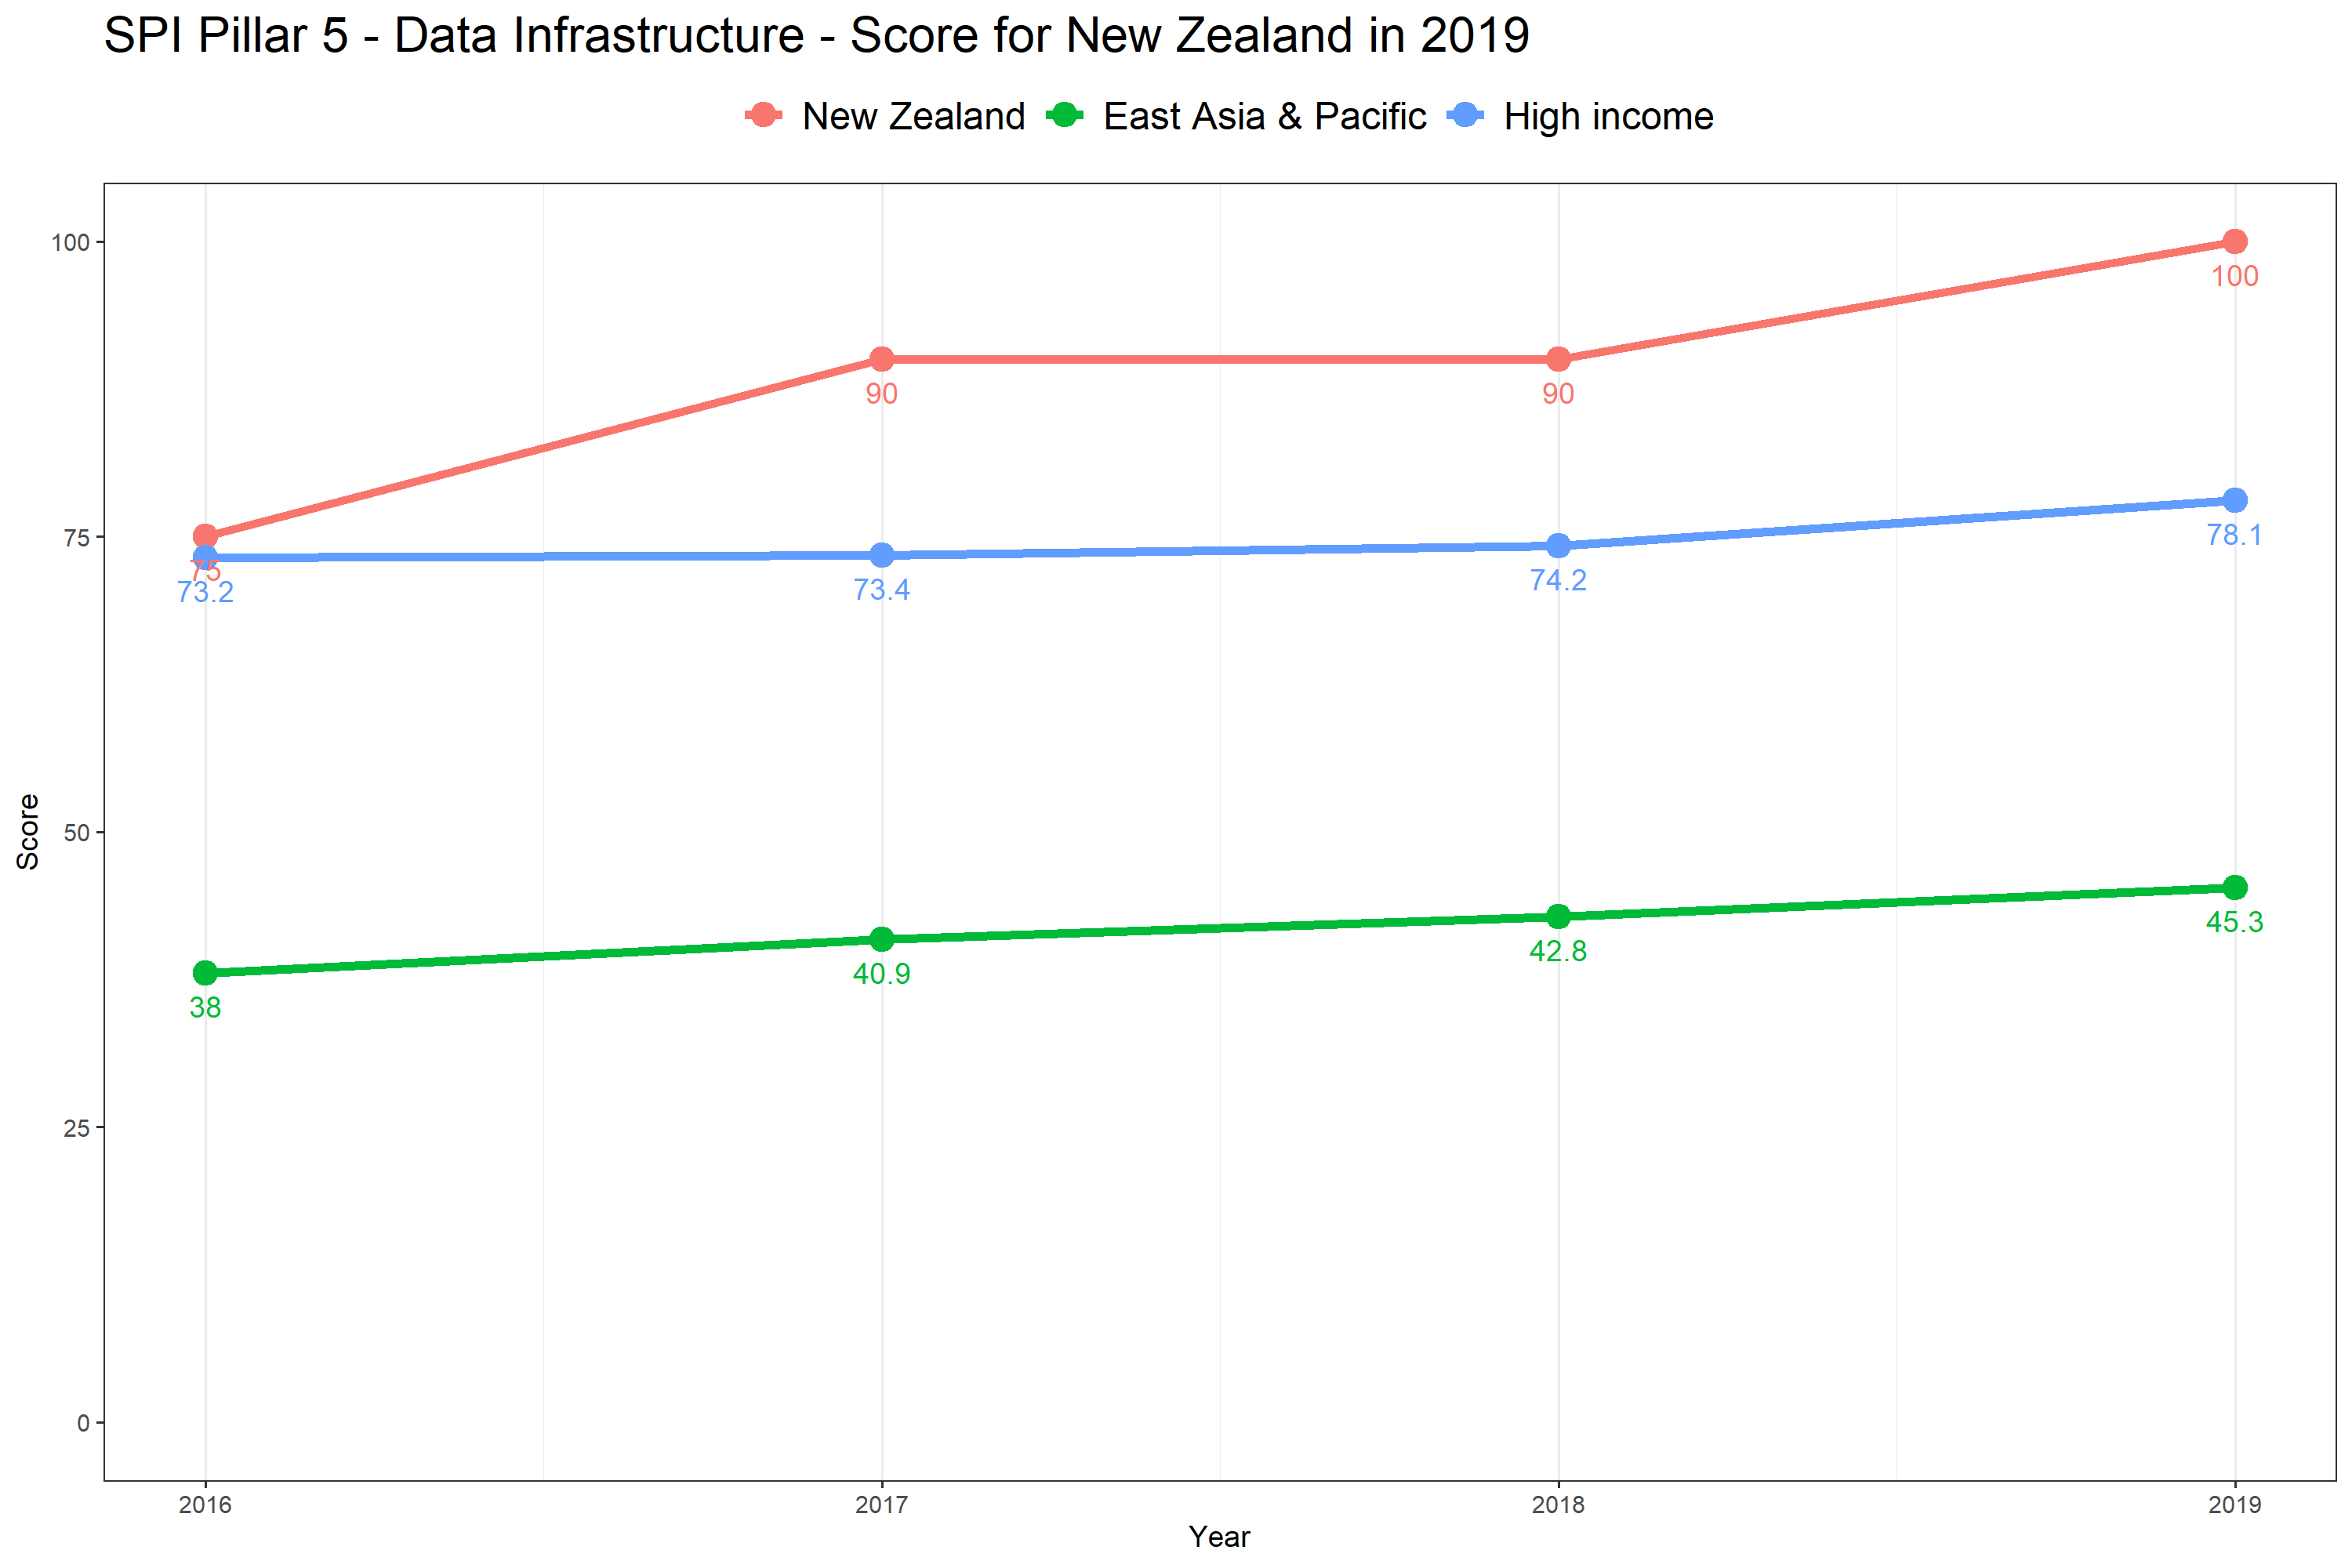 SPI Pillar 5 - Data Infrastructure - Score for New Zealand in 2019
New Zealand East Asia & Pacific High income
100
100
90 90
75
78.1
75
73.2 73.4 74.2
50
Score
45.3
42.8
40.9
38
25
0
2016 2017 2018 2019
Year